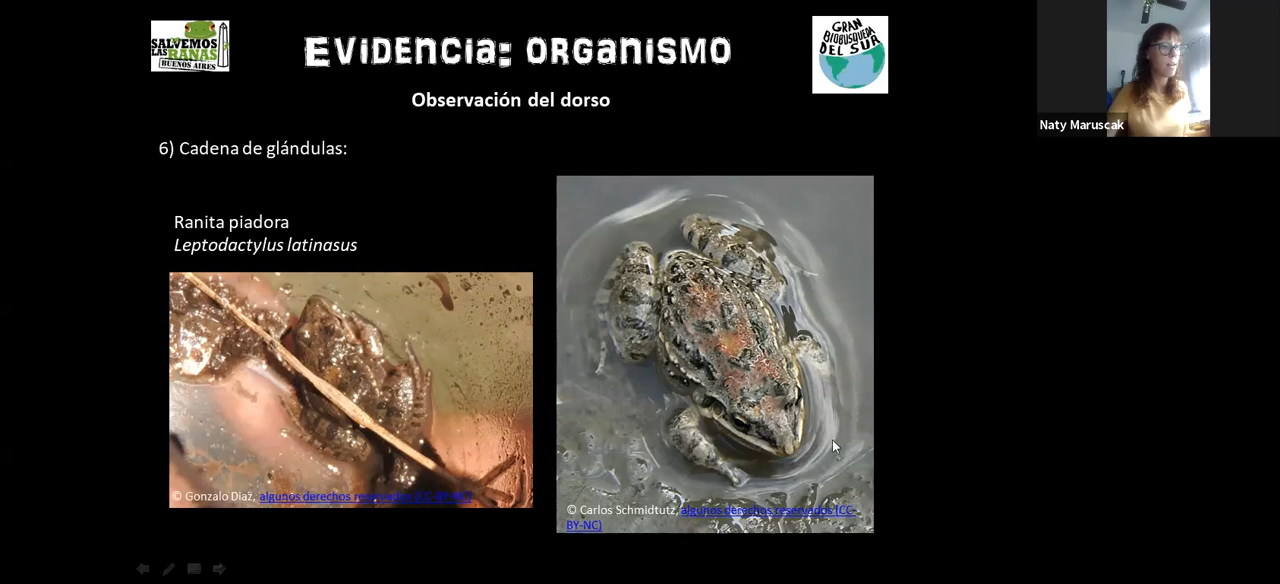 SALVEMOS
LAS RANAS
BUENOS AIRES
Evidencia: organismo
GRAN
BIOBUSQUEDA
DEL SUR
Observación del dorso
Naty Maruscak
6) Cadena de glándulas:
Ranita piadora
Leptodactylus latinasus
© Gonzalo Diaz, algunos derechos reservados (CC-BY-NC)
© Carlos Schmidtutz, algunos derechos reservados (CC-
BY-NC)